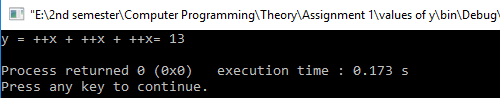 "E:\2nd semester\Computer Programming\Theory\Assignment 1\values of y\bin\Debug\
y = ++x + ++x + ++x= 13
Process returned 0 (0x0)   execution time : 0.173 s
Press any key to continue.